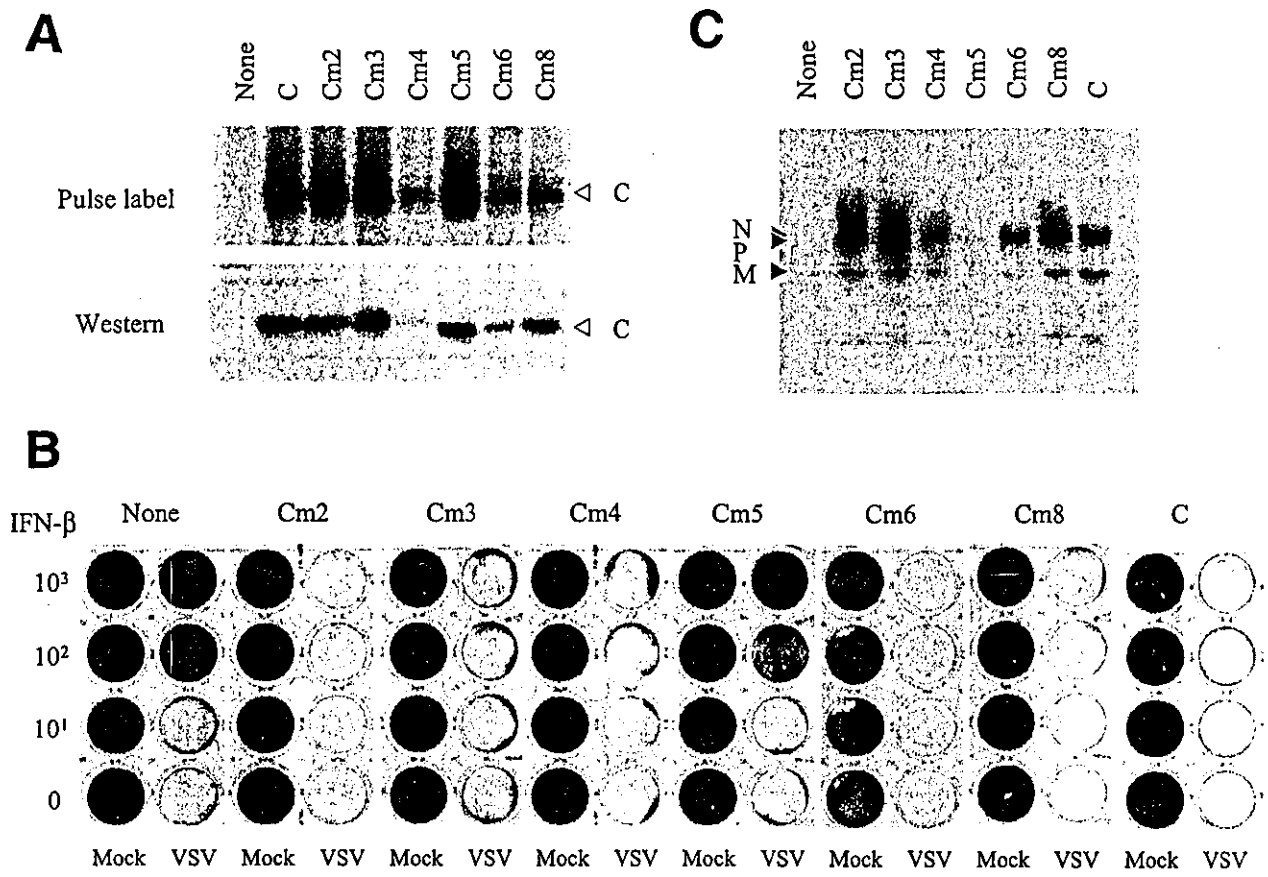 A
None C Cm2 Cm3 Cm4 Cm5 Cm6 Cm8
Pulse label
C
Western
C
C
None Cm2 Cm3 Cm4 Cm5 Cm6 Cm8 C
N
P
M
B
IFN-β None Cm2 Cm3 Cm4 Cm5 Cm6 Cm8 C
10³
10²
10¹
0
Mock VSV Mock VSV Mock VSV Mock VSV Mock VSV Mock VSV Mock VSV Mock VSV